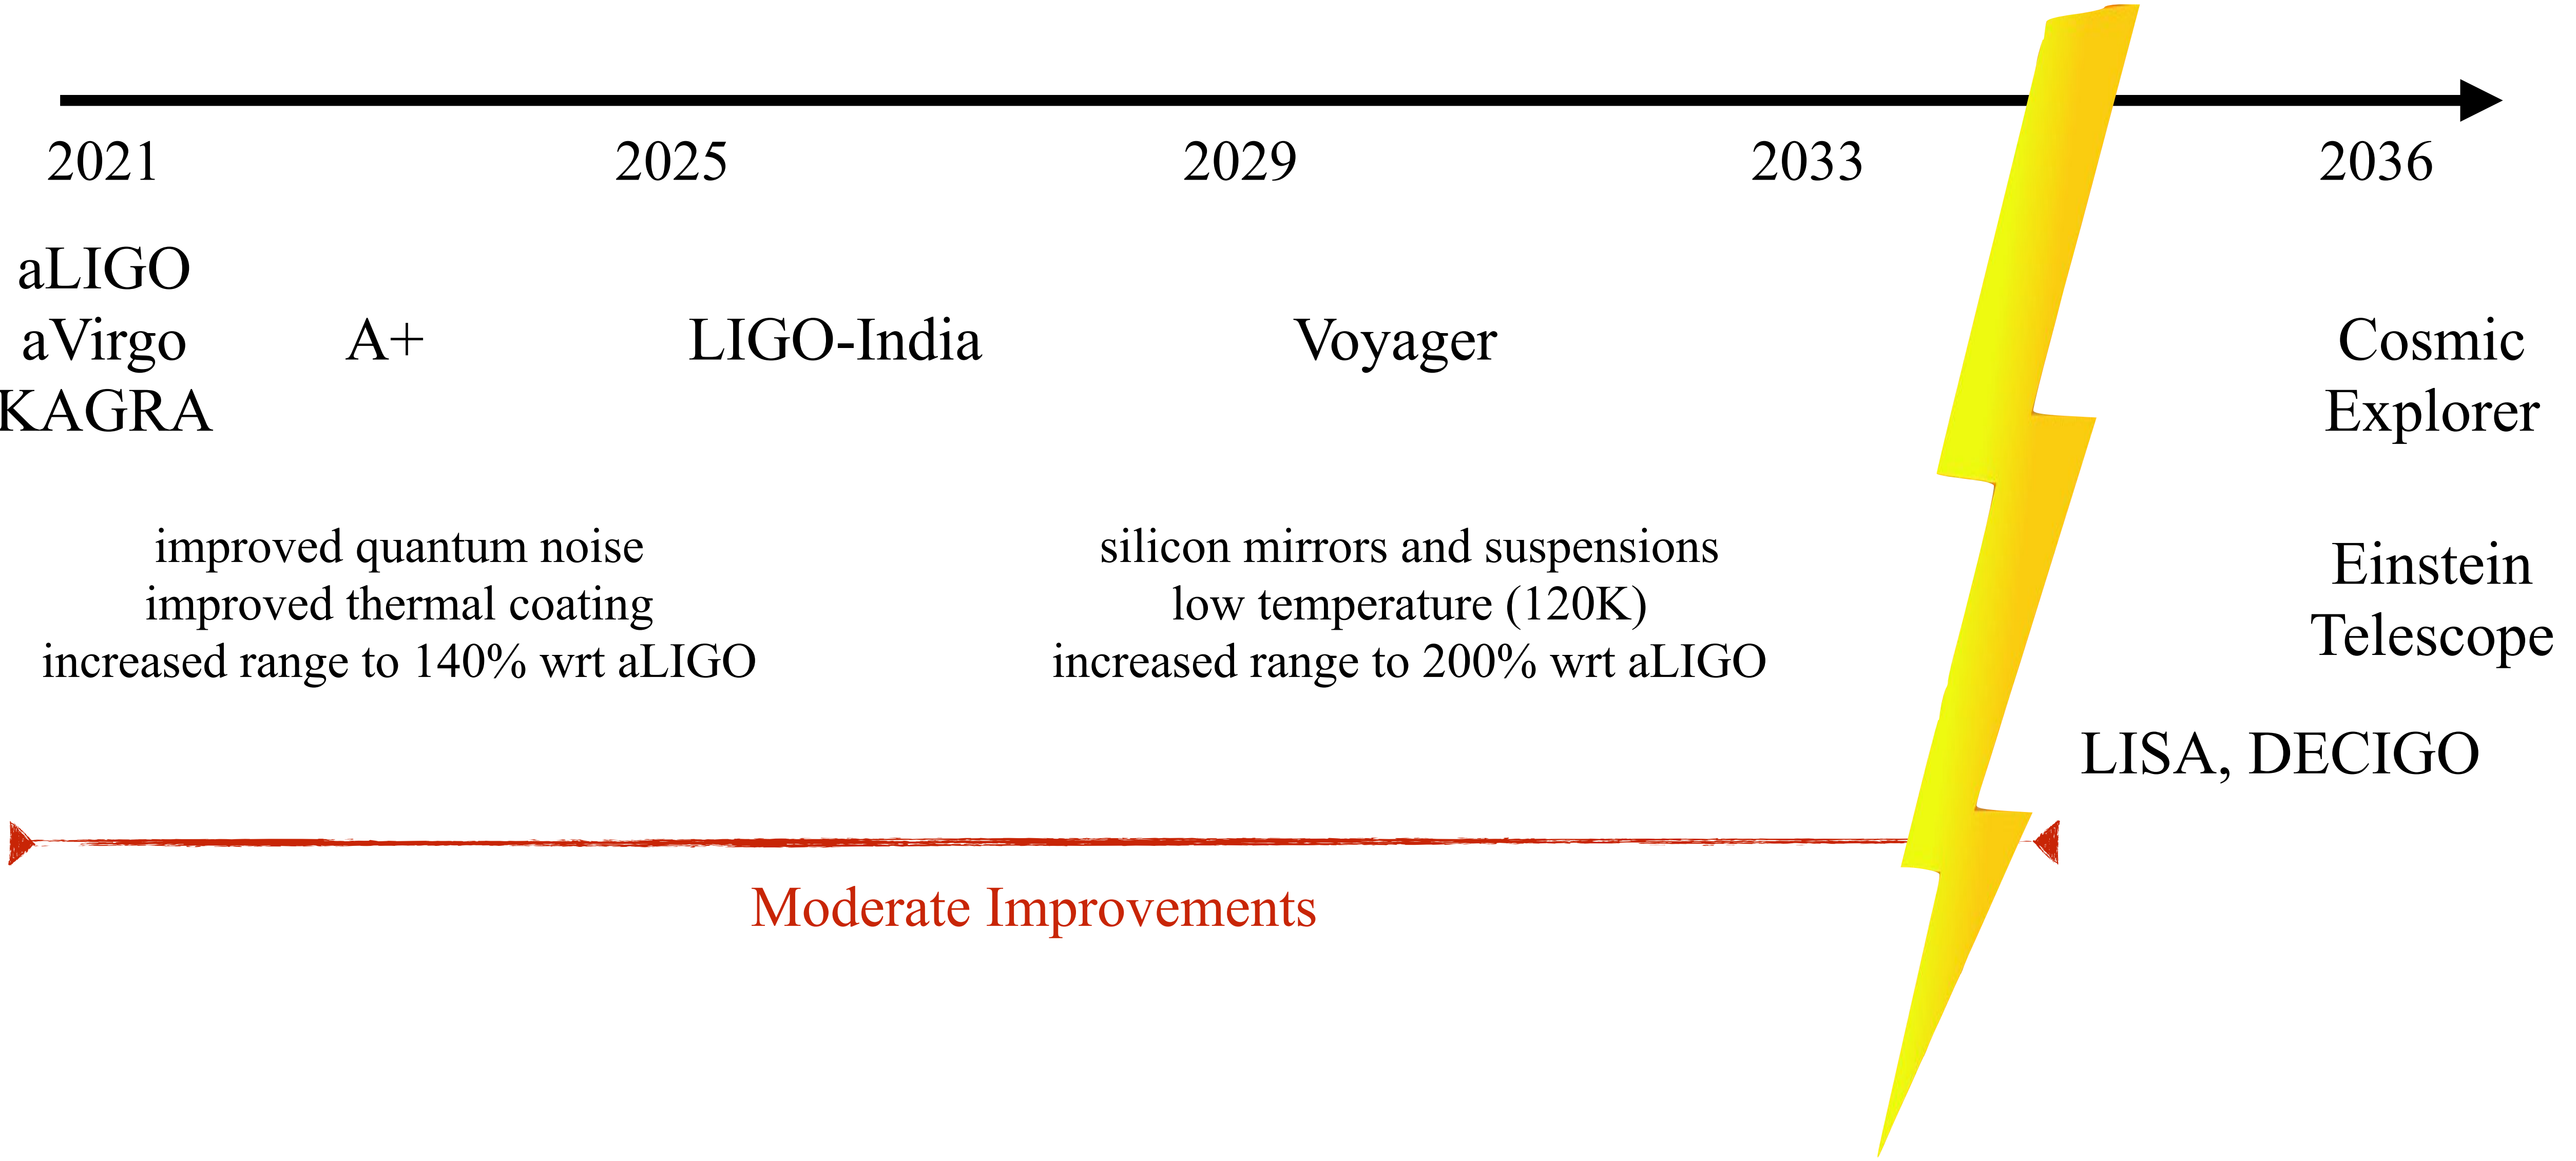 2021 2025 2029 2033 2036
aLIGO
aVirgo
KAGRA
A+
LIGO-India
Voyager
Cosmic
Explorer
improved quantum noise
improved thermal coating
increased range to 140% wrt aLIGO
silicon mirrors and suspensions
low temperature (120K)
increased range to 200% wrt aLIGO
Einstein
Telescope
LISA, DECIGO
Moderate Improvements